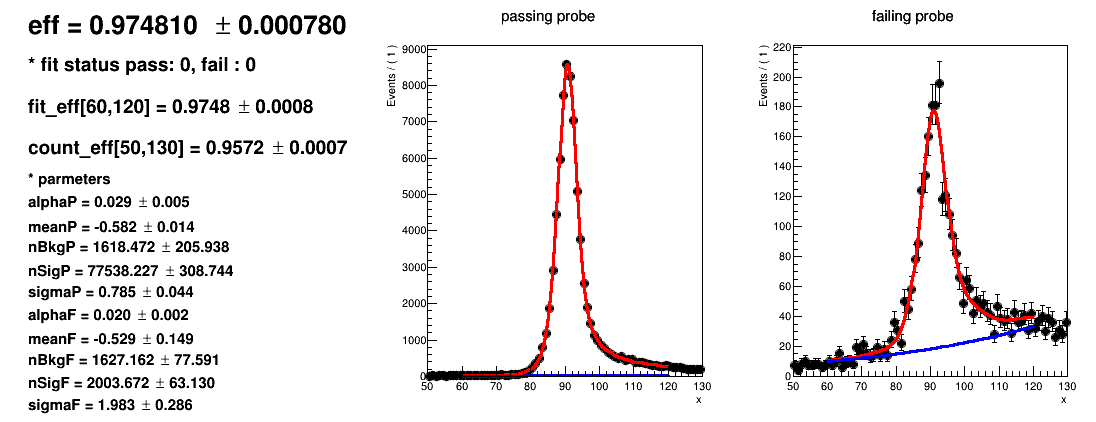 eff = 0.974810 ± 0.000780
* fit status pass: 0, fail : 0
fit_eff[60,120] = 0.9748 ± 0.0008
count_eff[50,130] = 0.9572 ± 0.0007
* parmeters
alphaP = 0.029 ± 0.005
meanP = -0.582 ± 0.014
nBkgP = 1618.472 ± 205.938
nSigP = 77538.227 ± 308.744
sigmaP = 0.785 ± 0.044
alphaF = 0.020 ± 0.002
meanF = -0.529 ± 0.149
nBkgF = 1627.162 ± 77.591
nSigF = 2003.672 ± 63.130
sigmaF = 1.983 ± 0.286
passing probe
Events / ( 1 )
9000
8000
7000
6000
5000
4000
3000
2000
1000
0
50 60 70 80 90 100 110 120 130
x
failing probe
Events / ( 1 )
220
200
180
160
140
120
100
80
60
40
20
0
50 60 70 80 90 100 110 120 130
x